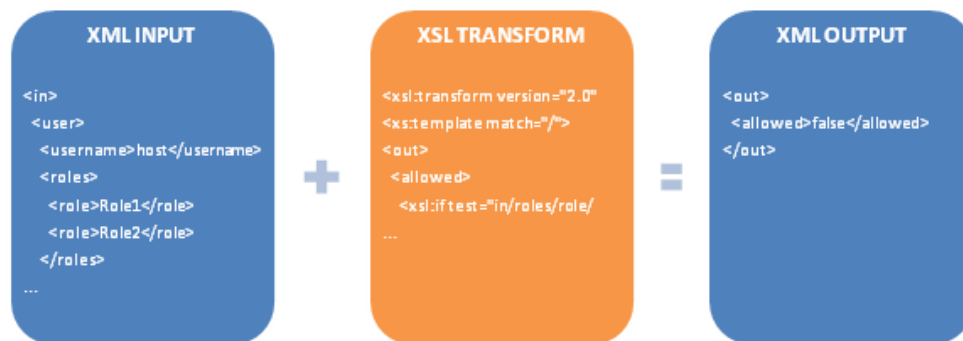 XML INPUT
<in>
<user>
<username>host</username>
<roles>
<role>Role1</role>
<role>Role2</role>
</roles>
...
XSL TRANSFORM
<xsl:transform version="2.0"
<xs:template match="/">
<out>
<allowed>
<xsl:if test="in/roles/role/
...
XML OUTPUT
<out>
<allowed>false</allowed>
</out>